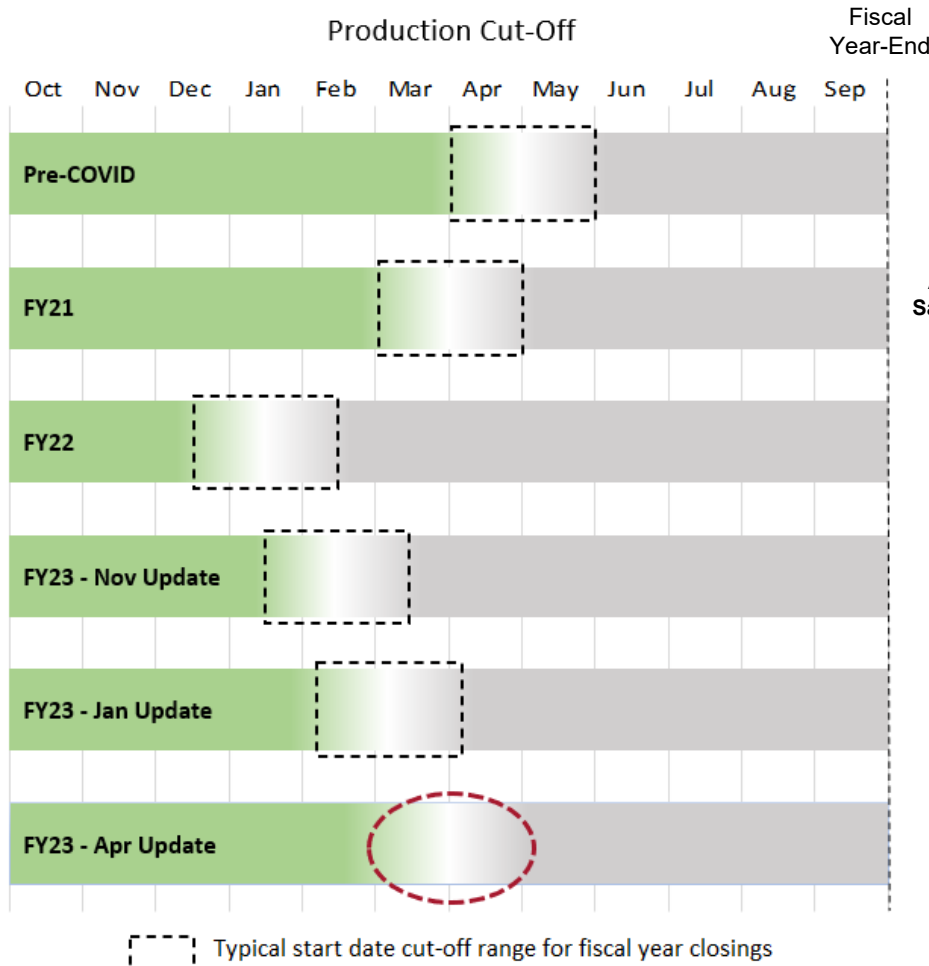 Production Cut-Off
Fiscal
Year-End
Oct Nov Dec Jan Feb Mar Apr May Jun Jul Aug Sep
Pre-COVID
FY21
FY22
FY23 - Nov Update
FY23 - Jan Update
FY23 - Apr Update
Typical start date cut-off range for fiscal year closings